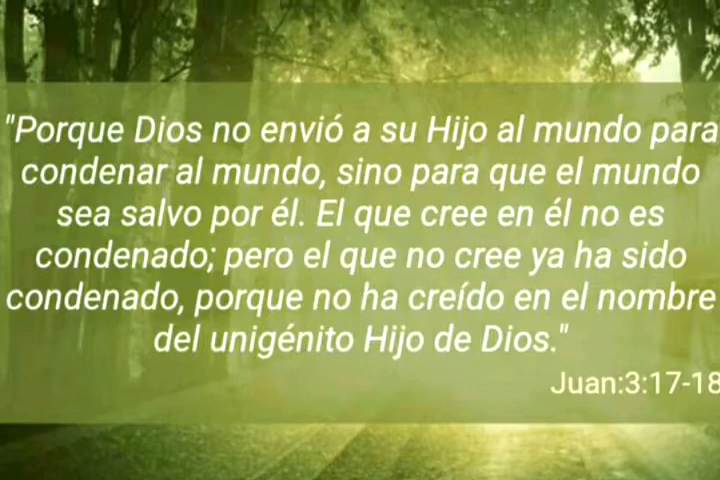 "Porque Dios no envió a su Hijo al mundo para
condenar al mundo, sino para que el mundo
sea salvo por él. El que cree en él no es
condenado; pero el que no cree ya ha sido
condenado, porque no ha creído en el nombre
del unigénito Hijo de Dios."
Juan:3:17-18